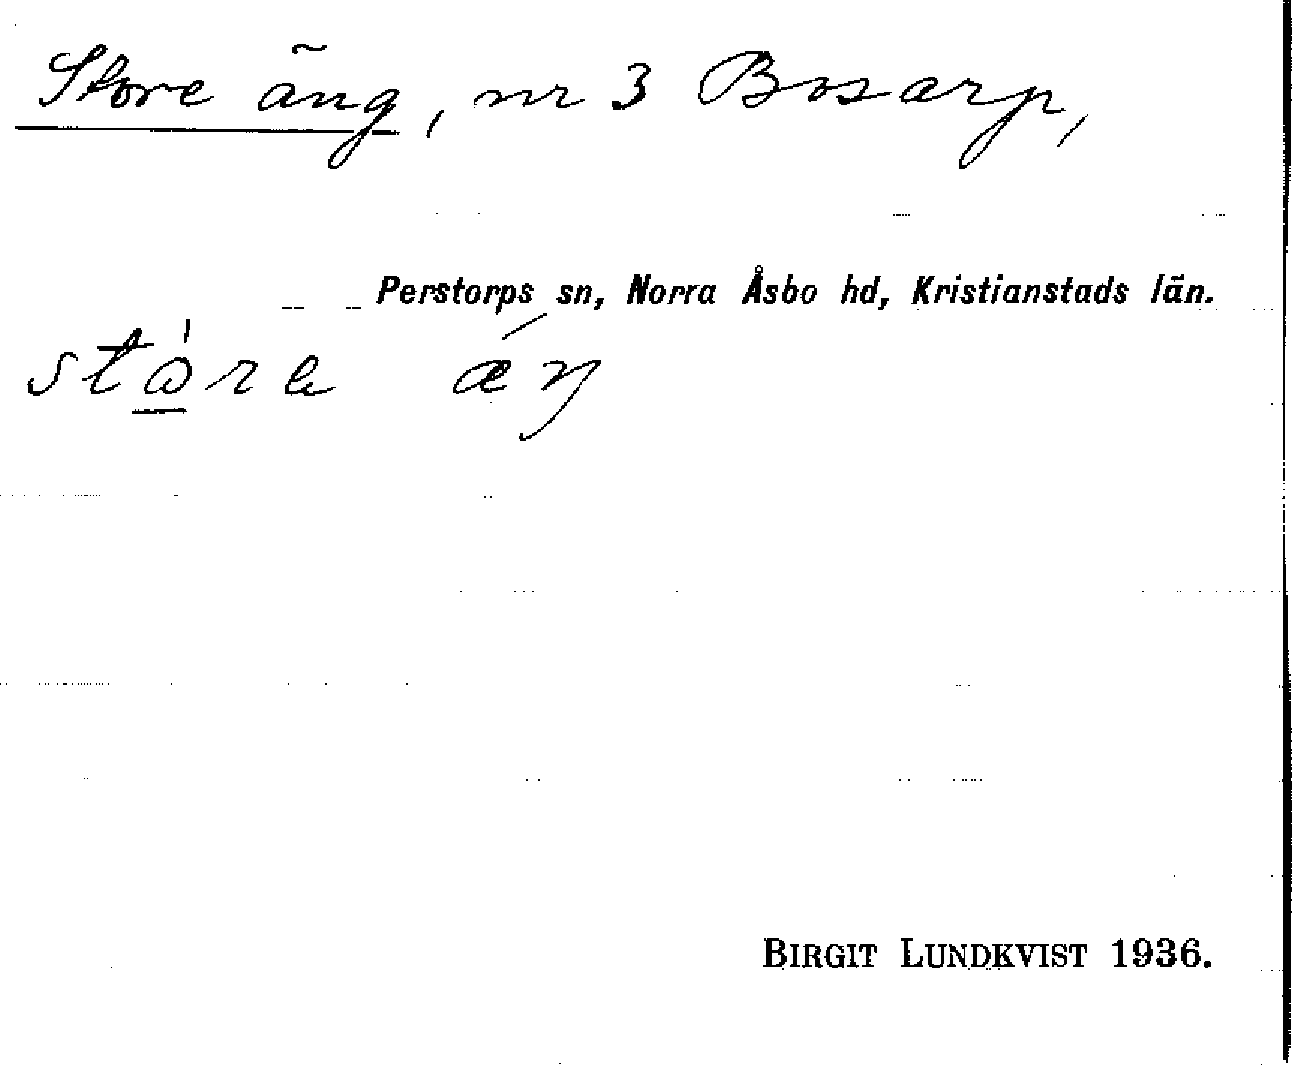 Store äng, nr 3 Bosarp,
Perstorps sn, Norra Åsbo hd, Kristianstads län.
BIRGIT LUNDKVIST 1936.